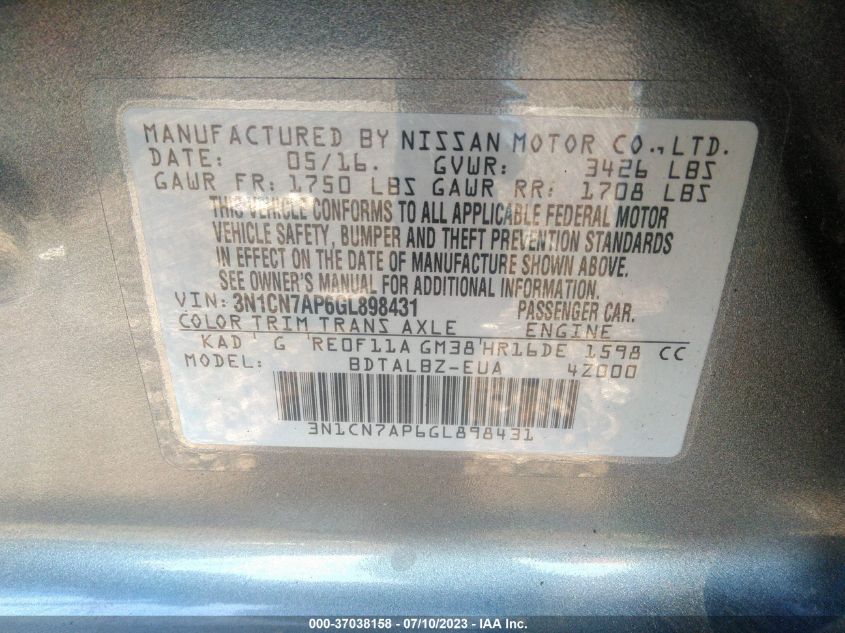 MANUFACTURED BY NISSAN MOTOR CO., LTD.
DATE: 05/16. GVWR: 3426 LBS
GAWR FR: 1750 LBS GAWR RR: 1708 LBS
THIS VEHICLE CONFORMS TO ALL APPLICABLE FEDERAL MOTOR
VEHICLE SAFETY, BUMPER AND THEFT PREVENTION STANDARDS
IN EFFECT ON THE DATE OF MANUFACTURE SHOWN ABOVE.
SEE OWNER'S MANUAL FOR ADDITIONAL INFORMATION.
VIN: 3N1CN7AP6GL898431 PASSENGER CAR.
COLOR TRIM TRANS AXLE ENGINE
KAD G RE0F11A GM38 HR16DE 1598 CC
MODEL: BDTALBZ-EUA 4Z000
3N1CN7AP6GL898431
000-37038158 - 07/10/2023 - IAA Inc.